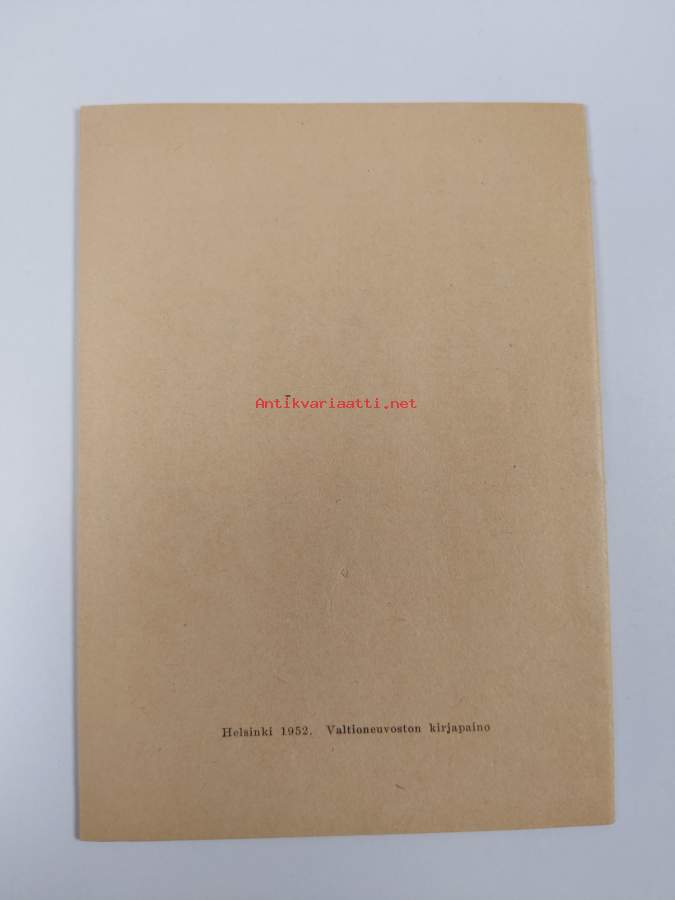 Antikvariaatti.net
Helsinki 1952. Valtioneuvoston kirjapaino